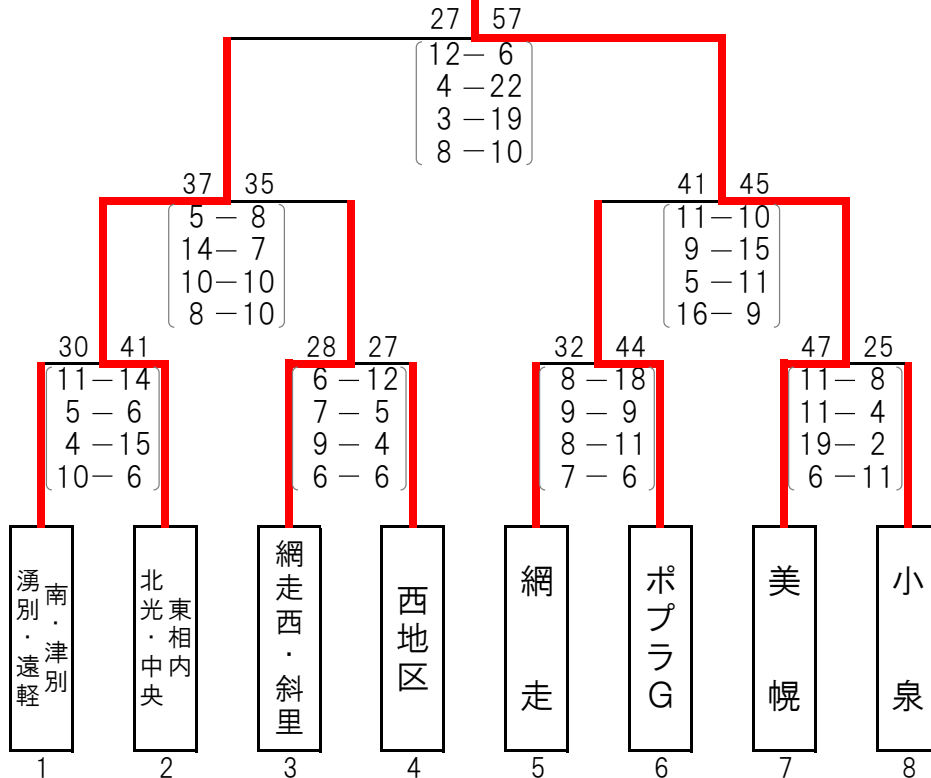 27 57
12－ 6
4 －22
3 －19
8 －10
37 35
5 － 8
14－ 7
10－10
8 －10
41 45
11－10
9 －15
5 －11
16－ 9
30 41
11－14
5 － 6
4 －15
10－ 6
28 27
6 －12
7 － 5
9 － 4
6 － 6
32 44
8 －18
9 － 9
8 －11
7 － 6
47 25
11－ 8
11－ 4
19－ 2
6 －11
南・津別
湧別・遠軽
東相内
北光・中央
網走西・斜里
西地区
網走
ポプラG
美幌
小泉
1 2 3 4 5 6 7 8